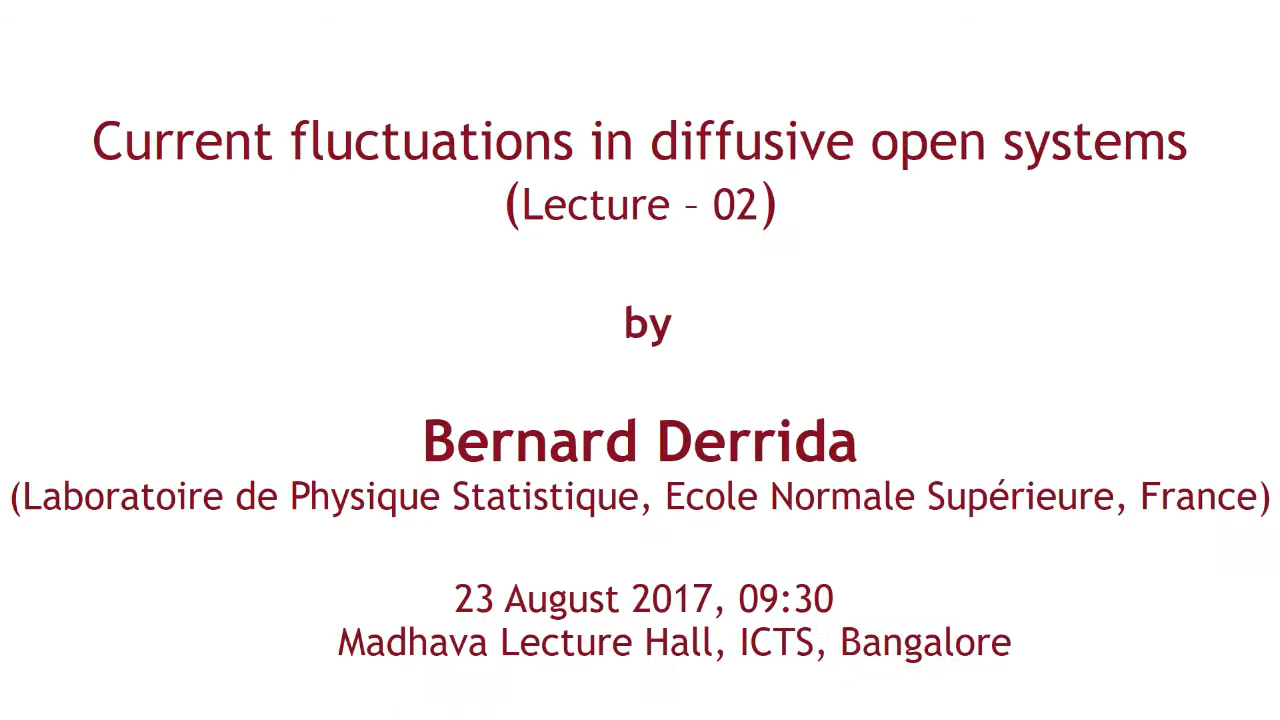 Current fluctuations in diffusive open systems
(Lecture – 02)
by
Bernard Derrida
(Laboratoire de Physique Statistique, Ecole Normale Supérieure, France)
23 August 2017, 09:30
Madhava Lecture Hall, ICTS, Bangalore